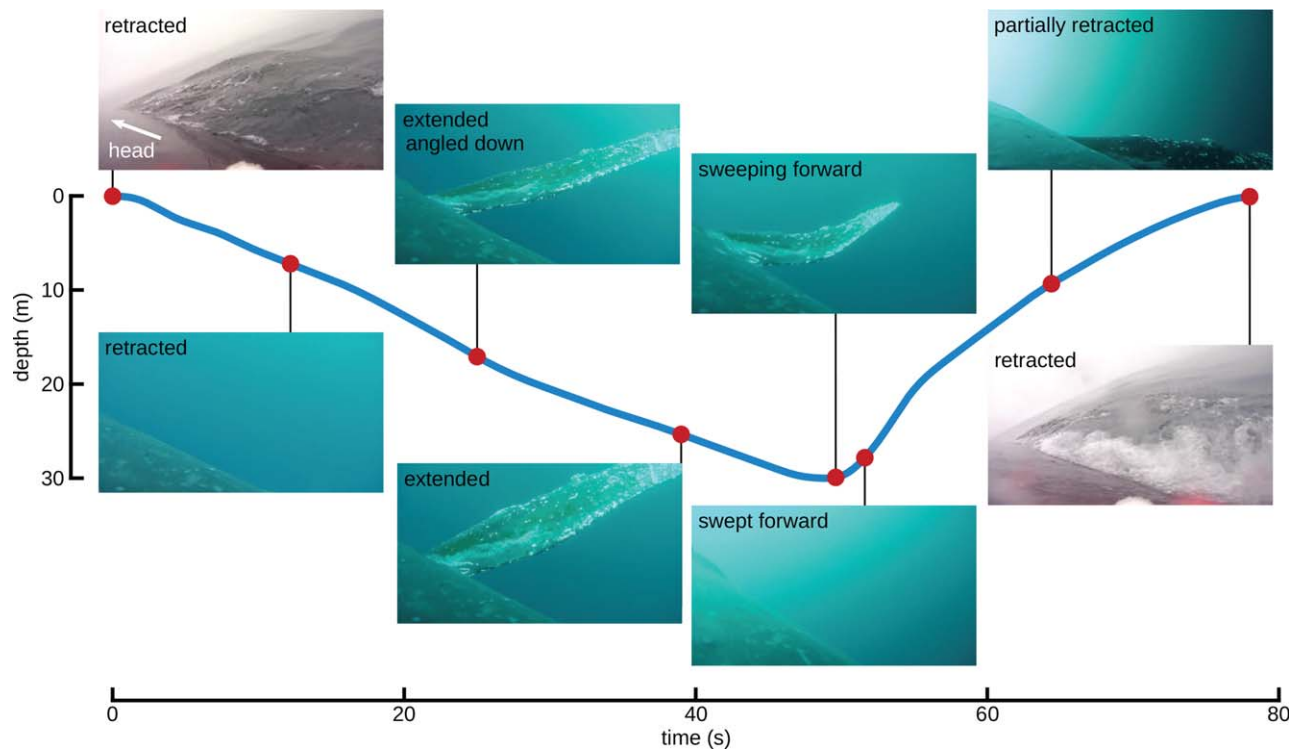 retracted
head
extended
angled down
sweeping forward
partially retracted
0
10
20
30
depth (m)
retracted
extended
swept forward
retracted
0
20
40
60
80
time (s)